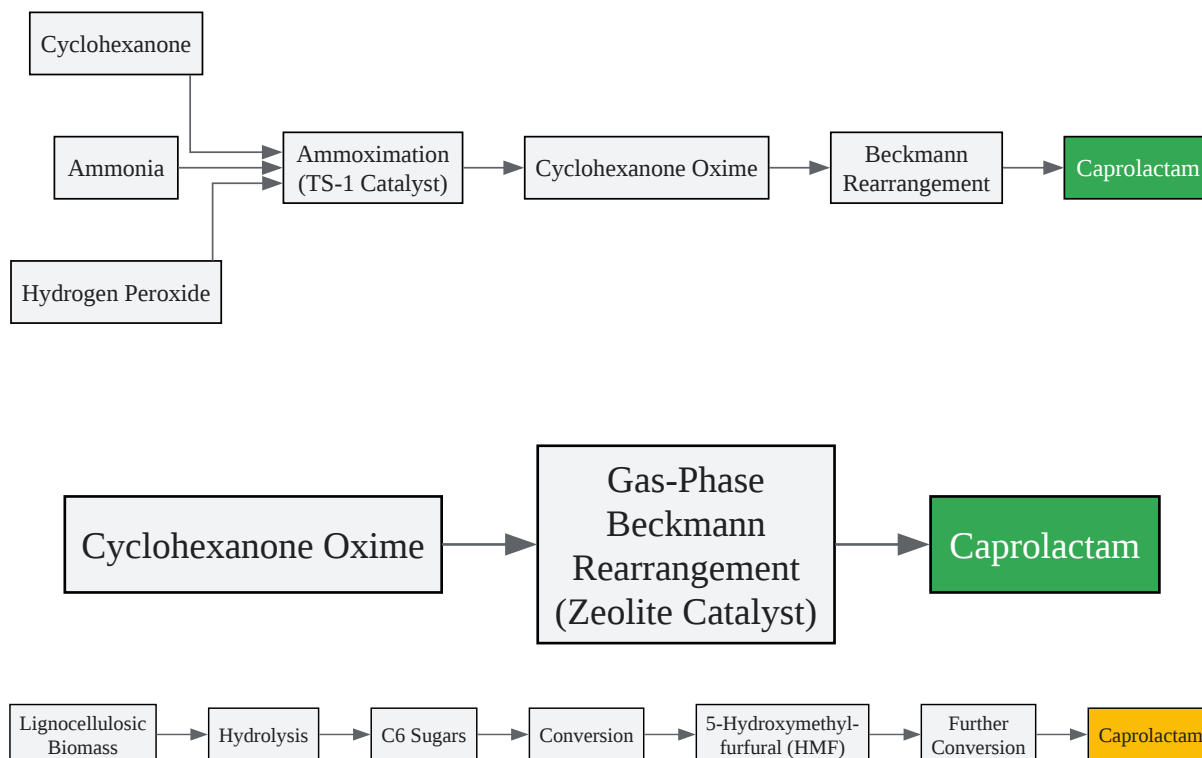 Cyclohexanone
Ammonia
Hydrogen Peroxide
Ammoximation
(TS-1 Catalyst)
Cyclohexanone Oxime
Beckmann
Rearrangement
Caprolactam
Cyclohexanone Oxime
Gas-Phase
Beckmann
Rearrangement
(Zeolite Catalyst)
Caprolactam
Lignocellulosic
Biomass
Hydrolysis
C6 Sugars
Conversion
5-Hydroxymethyl-
furfural (HMF)
Further
Conversion
Caprolactam